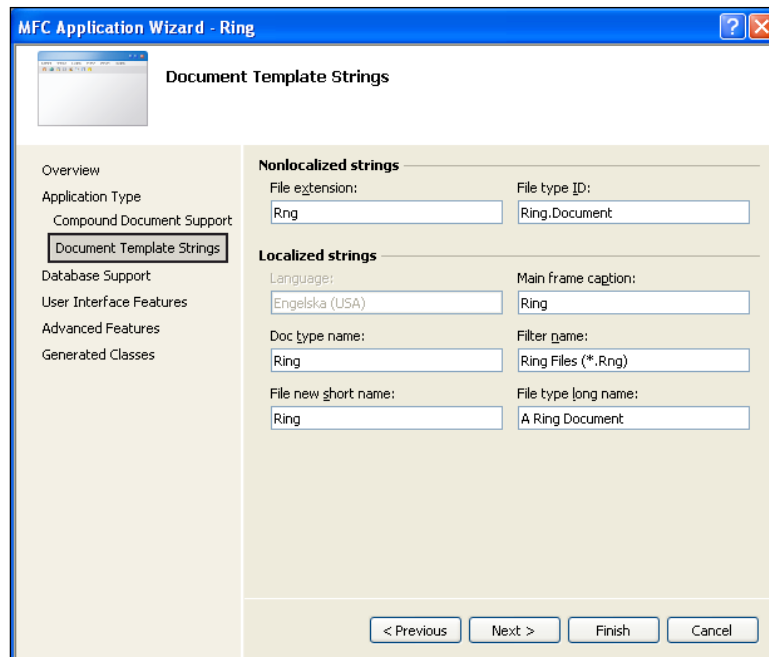 MFC Application Wizard - Ring
Document Template Strings
Overview
Application Type
Compound Document Support
Document Template Strings
Database Support
User Interface Features
Advanced Features
Generated Classes
Nonlocalized strings
File extension: File type ID:
Rng Ring.Document
Localized strings
Language: Main frame caption:
Engelska (USA) Ring
Doc type name: Filter name:
Ring Ring Files (*.Rng)
File new short name: File type long name:
Ring A Ring Document
< Previous Next > Finish Cancel